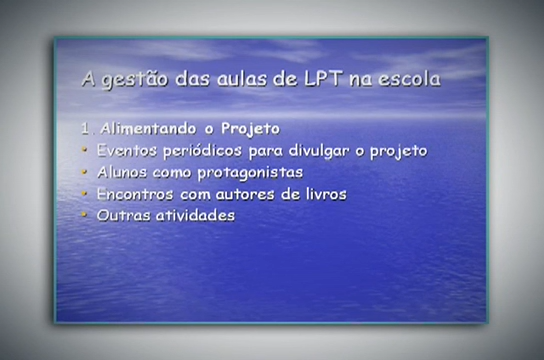 A gestão das aulas de LPT na escola
1. Alimentando o Projeto
• Eventos periódicos para divulgar o projeto
• Alunos como protagonistas
• Encontros com autores de livros
• Outras atividades